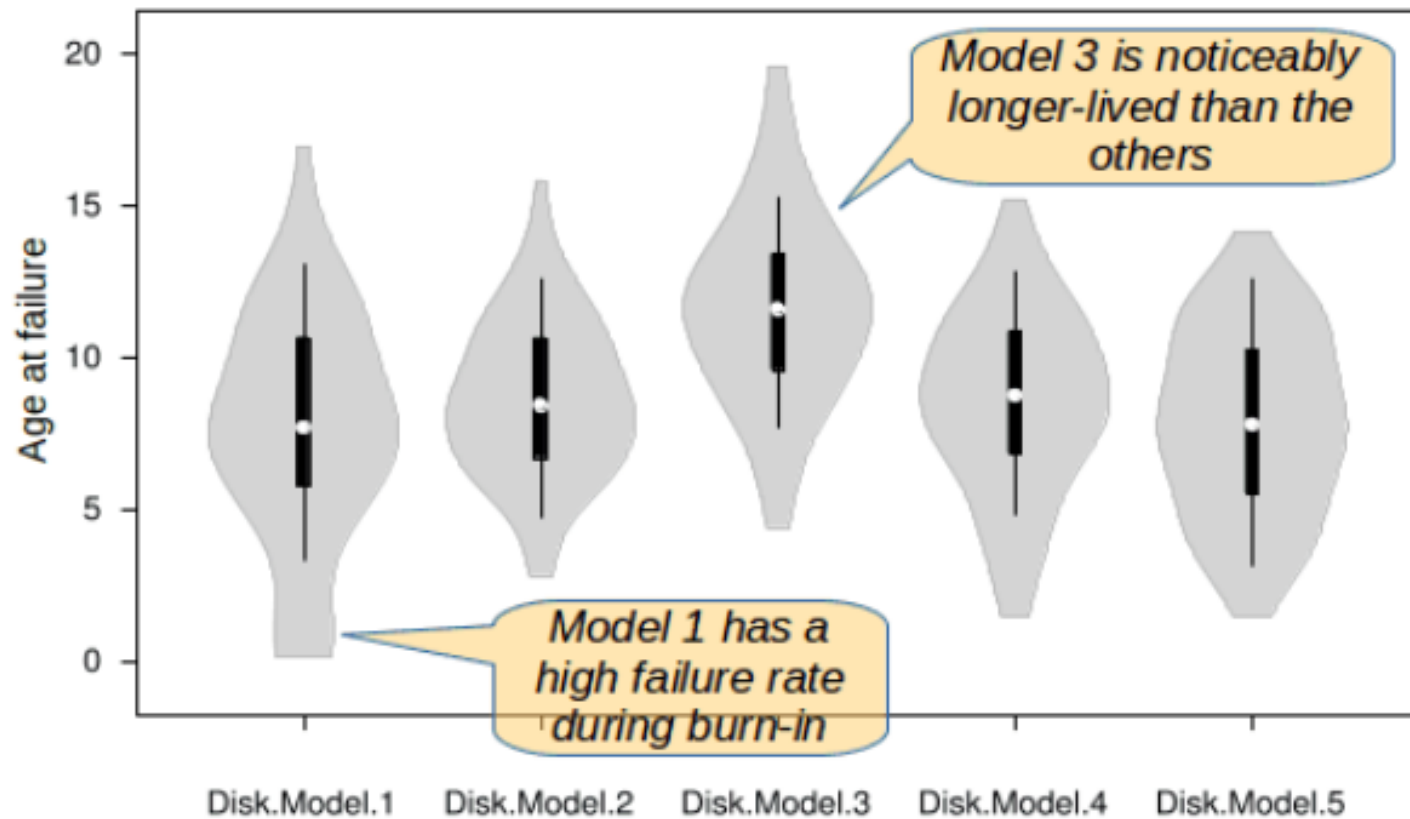 20
15
10
5
0
Age at failure
Model 3 is noticeably
longer-lived than the
others
Model 1 has a
high failure rate
during burn-in
Disk.Model.1 Disk.Model.2 Disk.Model.3 Disk.Model.4 Disk.Model.5